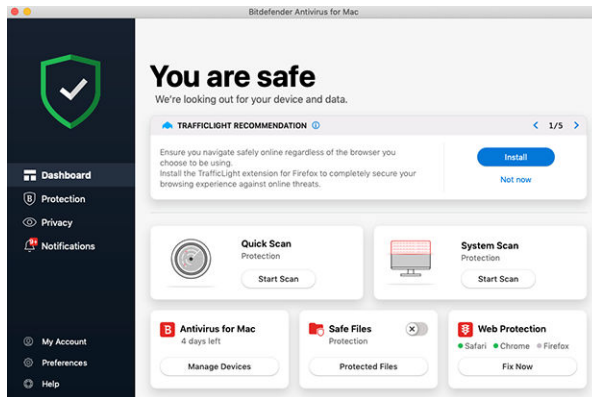 Bitdefender Antivirus for Mac
You are safe
We're looking out for your device and data.
TRAFFICLIGHT RECOMMENDATION
1/5
Ensure you navigate safely online regardless of the browser you
choose to be using.
Install the TrafficLight extension for Firefox to completely secure your
browsing experience against online threats.
Install
Not now
Dashboard
Protection
Privacy
9+
Notifications
My Account
Preferences
Help
Quick Scan
Protection
Start Scan
System Scan
Protection
Start Scan
B
Antivirus for Mac
4 days left
Manage Devices
Safe Files
Protection
Protected Files
Web Protection
Safari Chrome Firefox
Fix Now